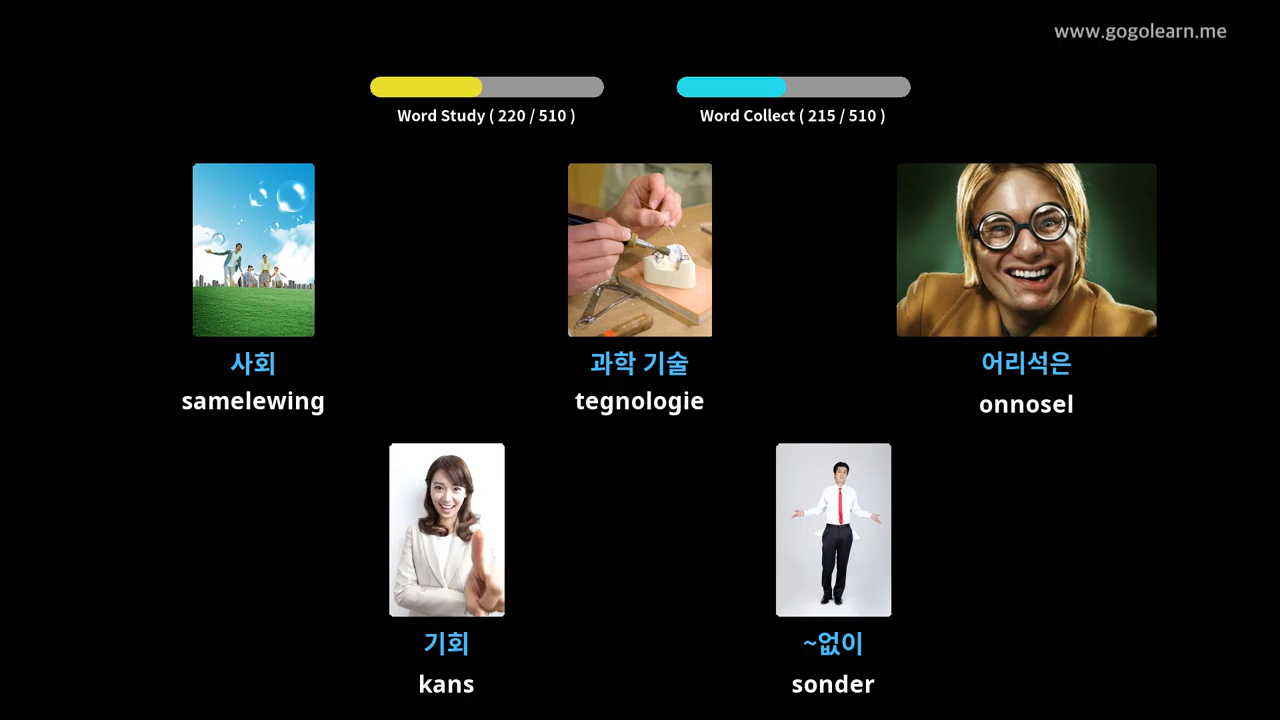 www.gogolearn.me
Word Study ( 220 / 510 )
Word Collect ( 215 / 510 )
사회
samelewing
과학 기술
tegnologie
어리석은
onnosel
기회
kans
~없이
sonder